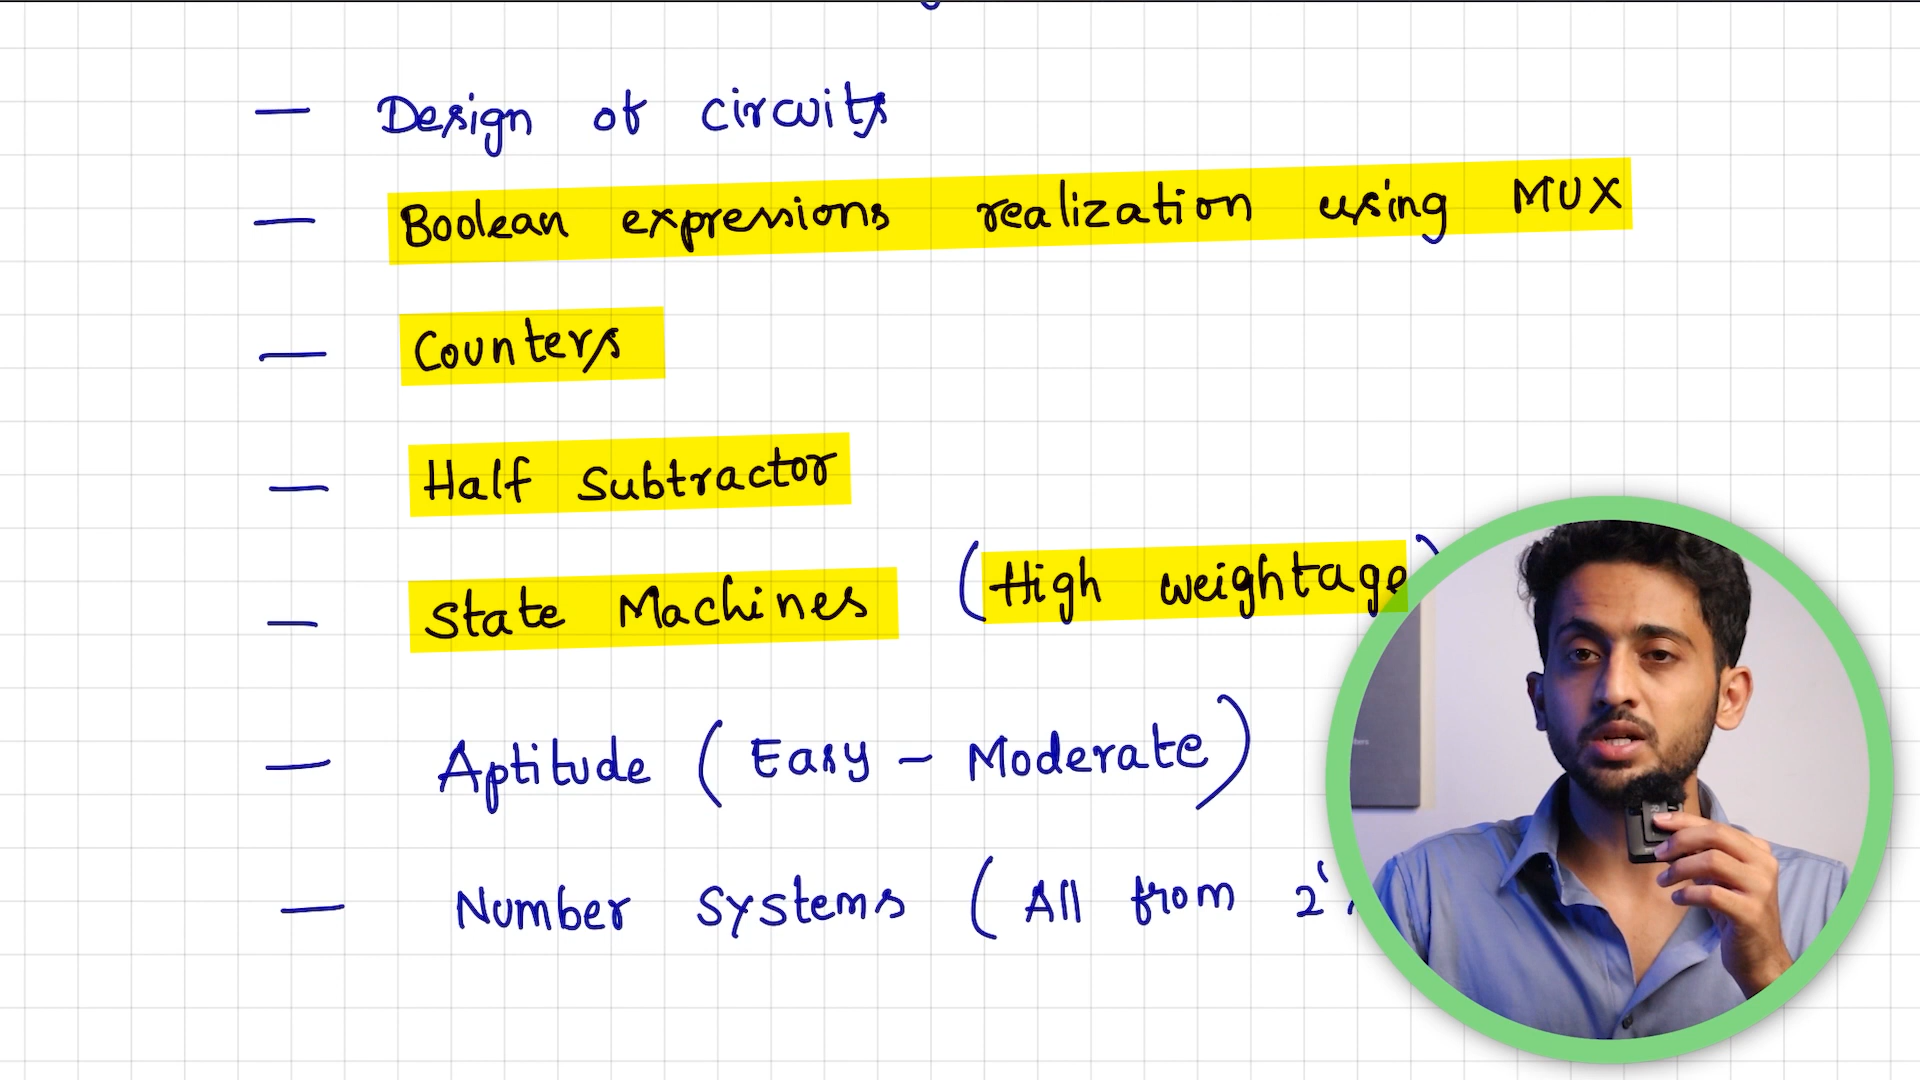 — Design of circuits
— Boolean expressions realization using MUX
— Counters
— Half Subtractor
— State Machines (High weightage)
— Aptitude (Easy - Moderate)
— Number Systems (All from 2's